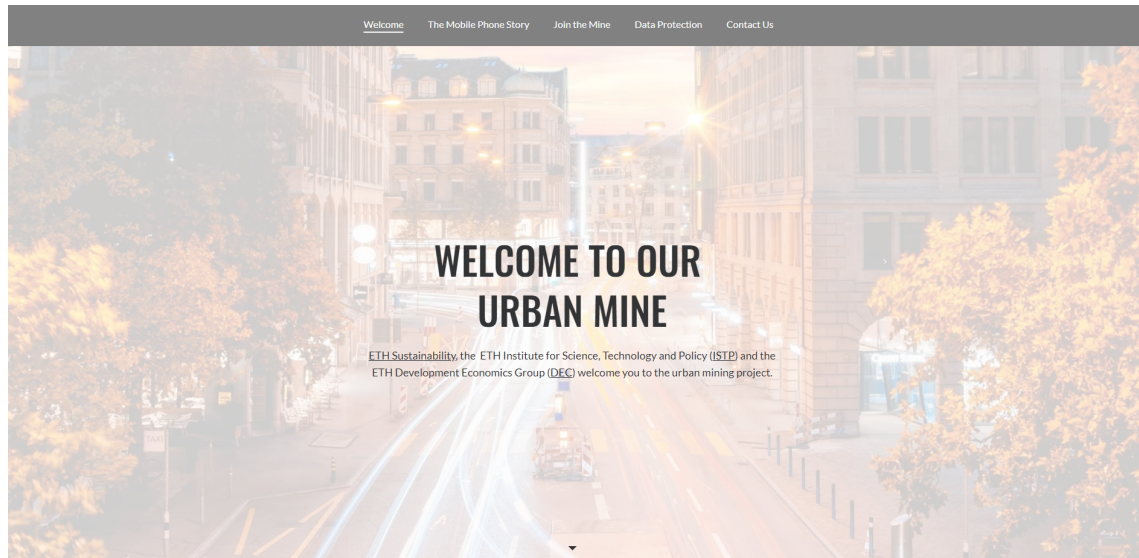 Welcome The Mobile Phone Story Join the Mine Data Protection Contact Us
WELCOME TO OUR
URBAN MINE
ETH Sustainability, the ETH Institute for Science, Technology and Policy (ISTP) and the
ETH Development Economics Group (DEC) welcome you to the urban mining project.
TAXI